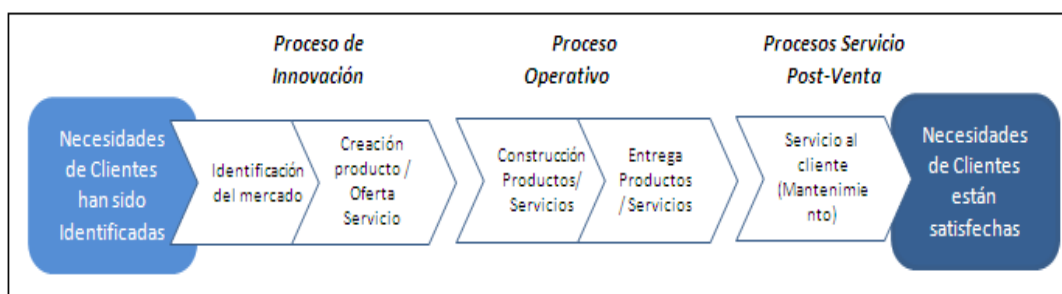 Proceso de
Innovación
Proceso
Operativo
Procesos Servicio
Post-Venta
Necesidades
de Clientes
han sido
Identificadas
Identificación
del mercado
Creación
producto /
Oferta
Servicio
Construcción
Productos/
Servicios
Entrega
Productos
/ Servicios
Servicio al
cliente
(Mantenimie
nto)
Necesidades
de Clientes
están
satisfechas